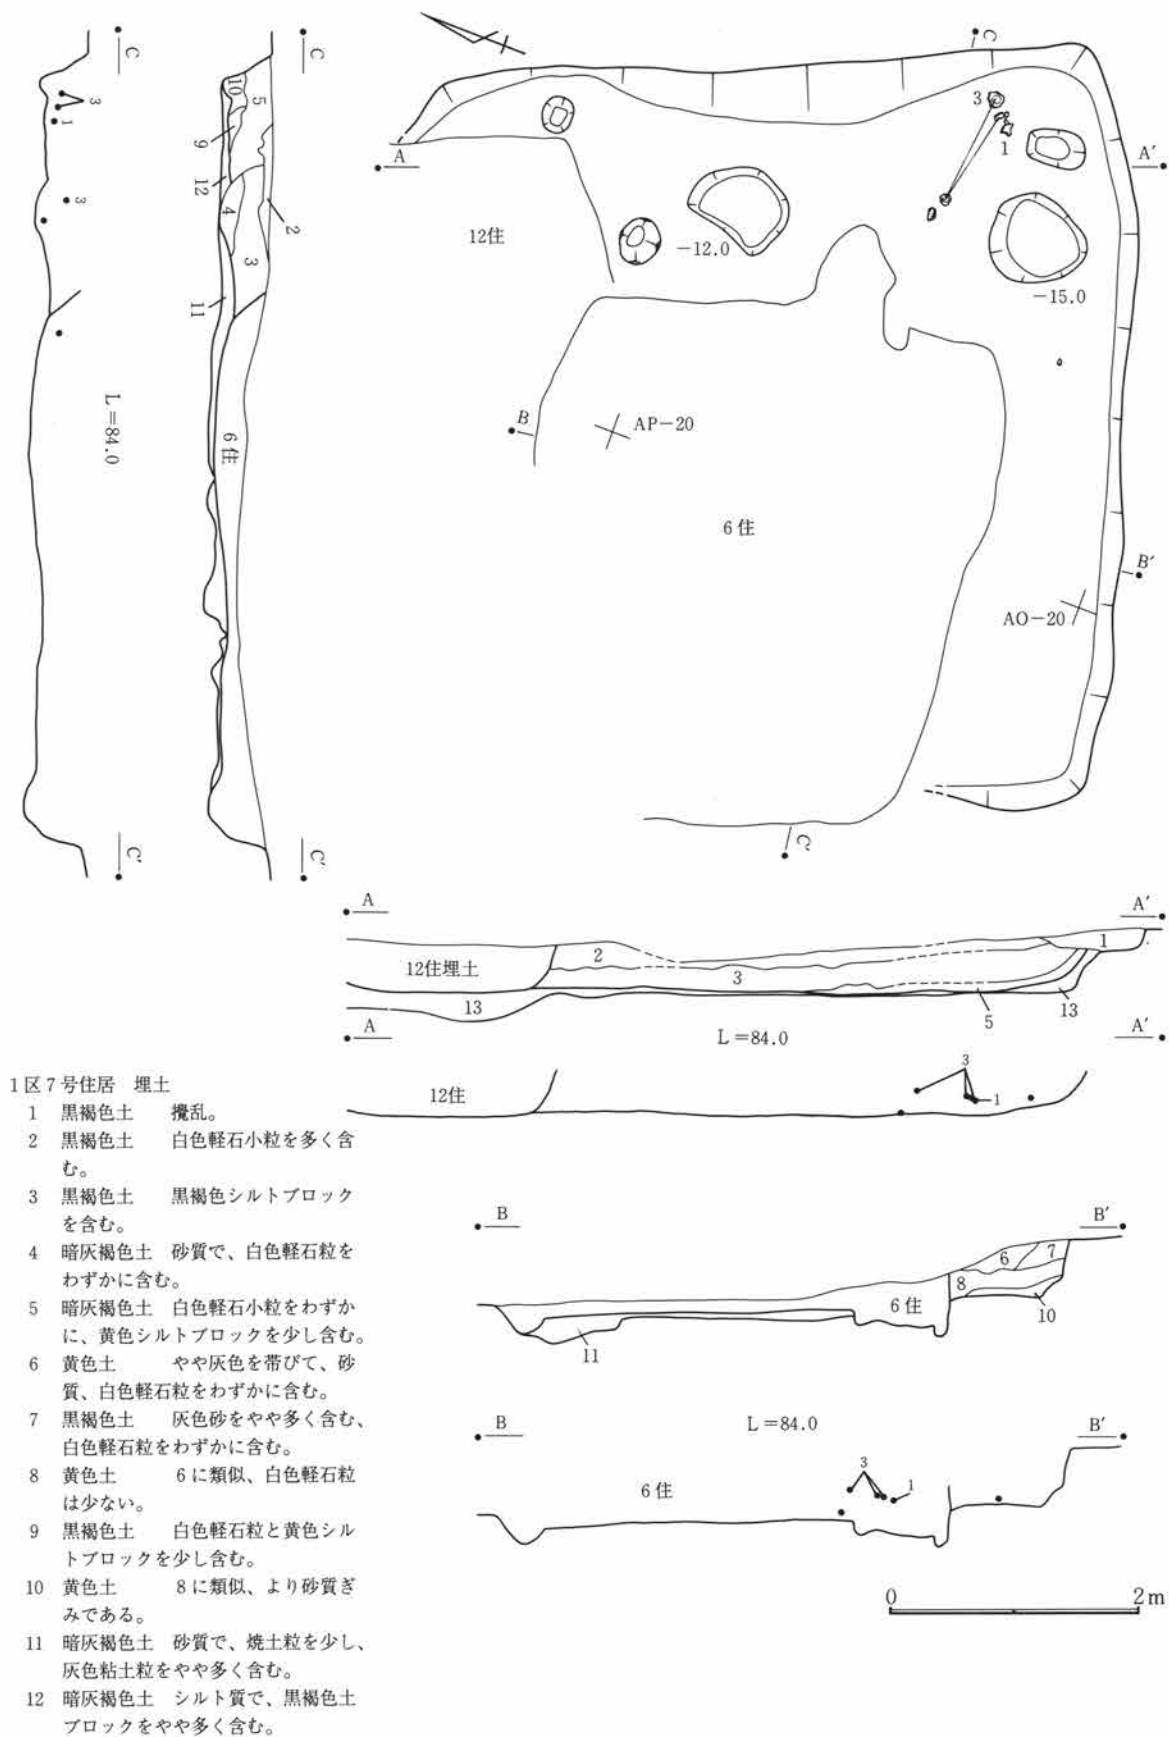 C
C
3
1
3
L=84.0
C′
C′
10
5
9
12
4
2
3
11
6住
C
3
1
A
A′
12住
−12.0
−15.0
B
AP−20
6住
B′
AO−20
C′
A
A′
12住埋土
2
1
3
13
5
13
A
L=84.0
A′
12住
3
1
B
B′
6
7
8
6住
10
11
B
L=84.0
B′
6住
3
1
0
2m
1区7号住居 埋土
1 黒褐色土 攪乱。
2 黒褐色土 白色軽石小粒を多く含
む。
3 黒褐色土 黒褐色シルトブロック
を含む。
4 暗灰褐色土 砂質で、白色軽石粒を
わずかに含む。
5 暗灰褐色土 白色軽石小粒をわずか
に、黄色シルトブロックを少し含む。
6 黄色土 やや灰色を帯びて、砂
質、白色軽石粒をわずかに含む。
7 黒褐色土 灰色砂をやや多く含む、
白色軽石粒をわずかに含む。
8 黄色土 6に類似、白色軽石粒
は少ない。
9 黒褐色土 白色軽石粒と黄色シル
トブロックを少し含む。
10 黄色土 8に類似、より砂質ぎ
みである。
11 暗灰褐色土 砂質で、焼土粒を少し、
灰色粘土粒をやや多く含む。
12 暗灰褐色土 シルト質で、黒褐色土
ブロックをやや多く含む。